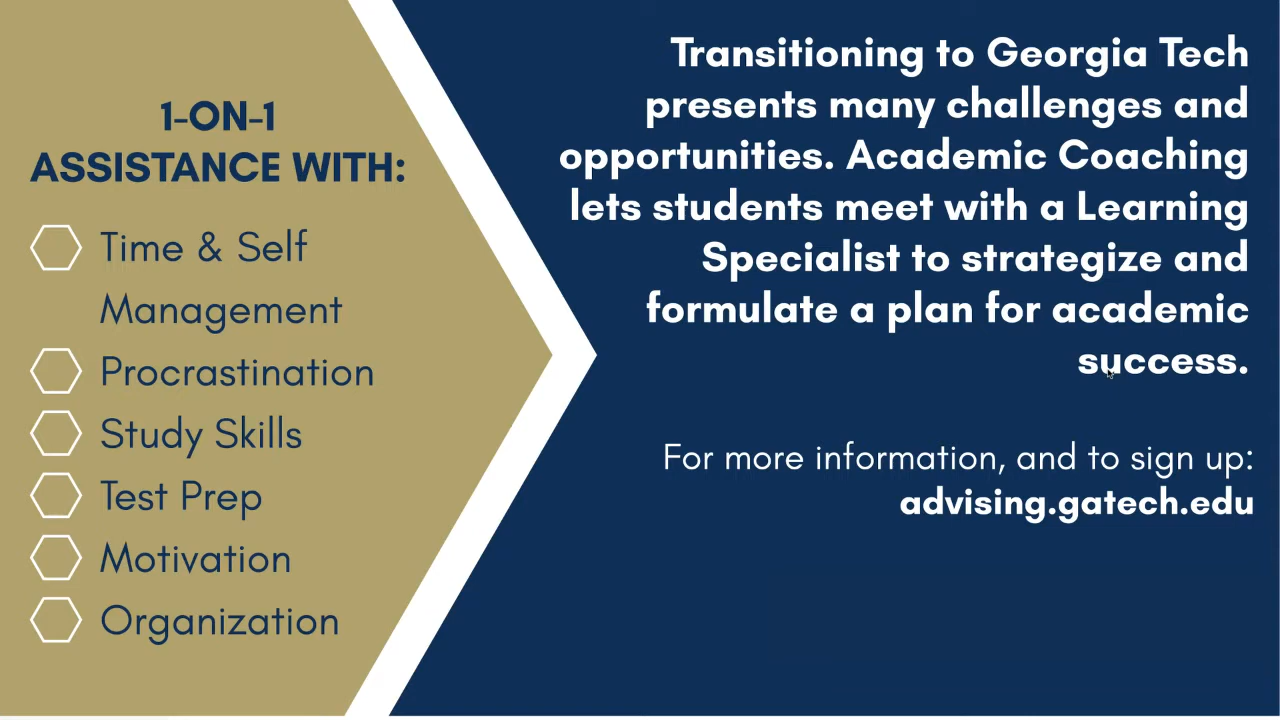 1-ON-1
ASSISTANCE WITH:
Time & Self
Management
Procrastination
Study Skills
Test Prep
Motivation
Organization
Transitioning to Georgia Tech
presents many challenges and
opportunities. Academic Coaching
lets students meet with a Learning
Specialist to strategize and
formulate a plan for academic
success.
For more information, and to sign up:
advising.gatech.edu